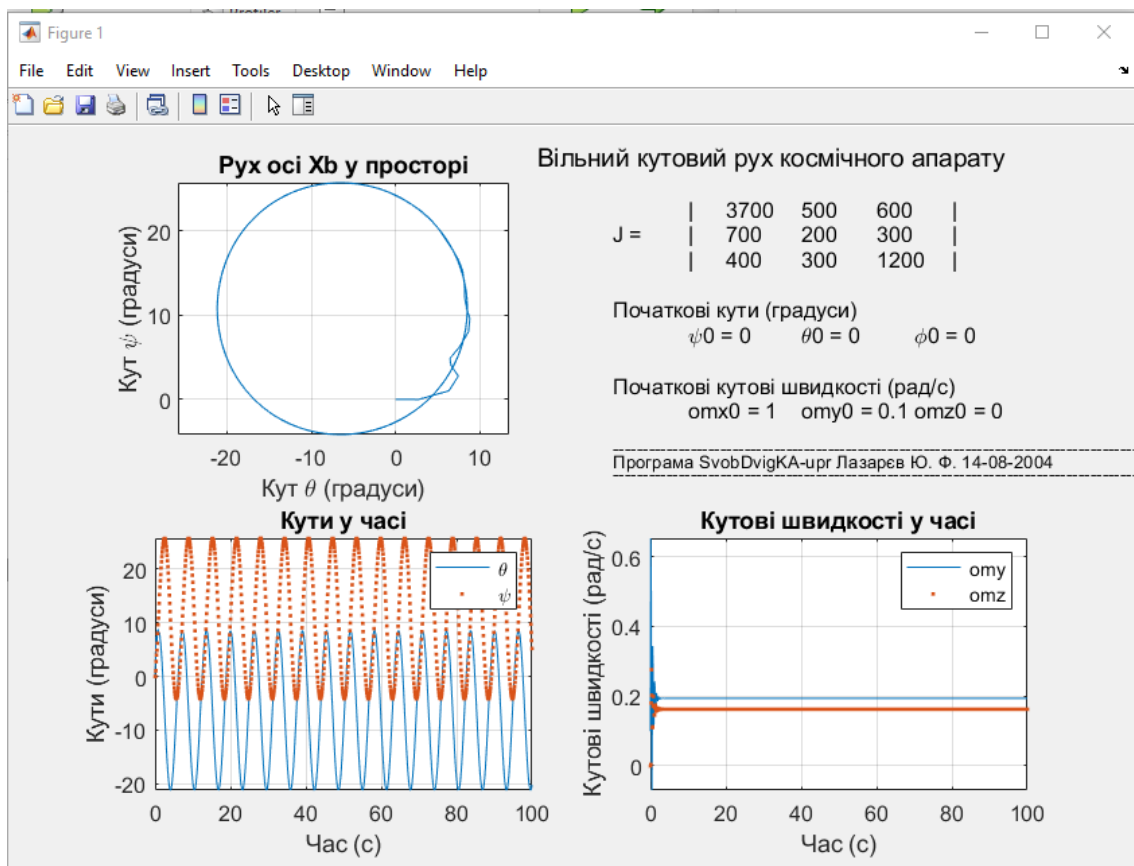 Profiler
Figure 1
File Edit View Insert Tools Desktop Window Help
Рух осі Xb у просторі
20
10
0
-20 -10 0 10
Кут ψ (градуси)
Кут θ (градуси)
Вільний кутовий рух космічного апарату
| 3700 500 600 |
J = | 700 200 300 |
| 400 300 1200 |
Початкові кути (градуси)
ψ0 = 0 θ0 = 0 ϕ0 = 0
Початкові кутові швидкості (рад/с)
omx0 = 1 omy0 = 0.1 omz0 = 0
Програма SvobDvigKA-upr Лазарєв Ю. Ф. 14-08-2004
Кути у часі
20
10
0
-10
-20
0 20 40 60 80 100
Кути (градуси)
Час (с)
θ
ψ
Кутові швидкості у часі
0.6
0.4
0.2
0
0 20 40 60 80 100
Кутові швидкості (рад/с)
Час (с)
omy
omz